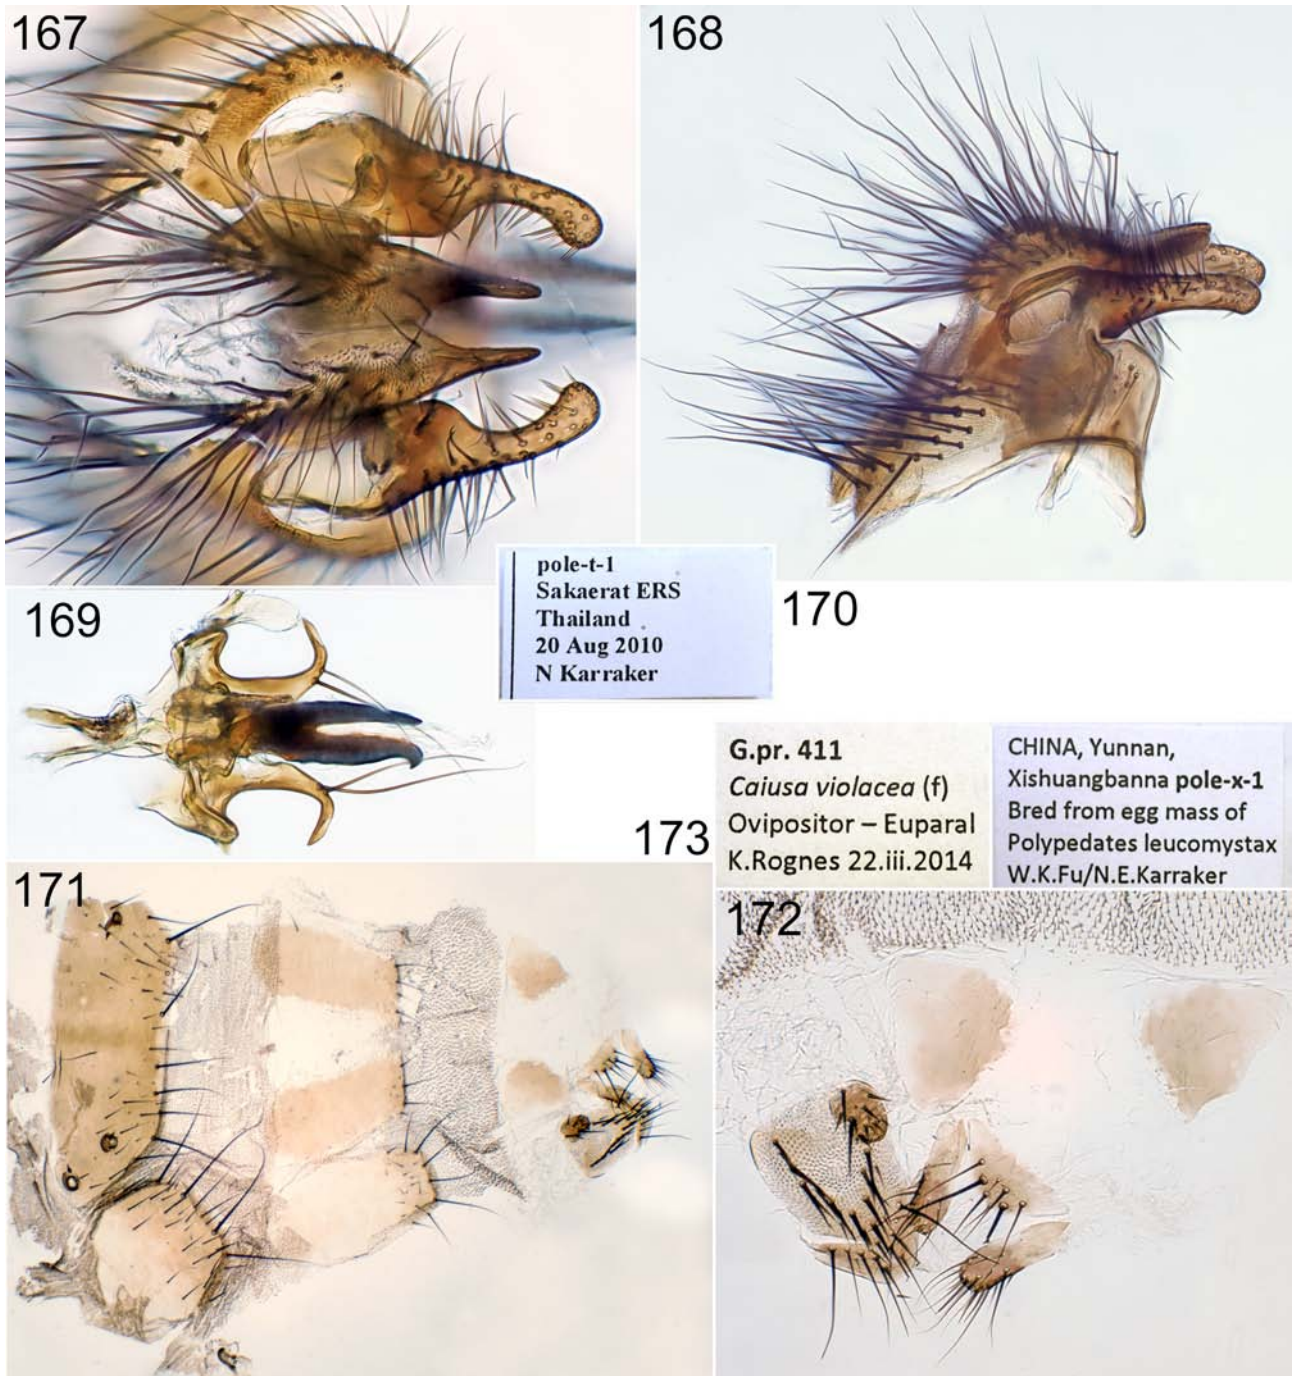 167
168
pole-t-1
Sakaerat ERS
Thailand
20 Aug 2010
N Karraker
170
169
G.pr. 411
Caiusa violacea (f)
Ovipositor – Euparal
K.Rognes 22.iii.2014
CHINA, Yunnan,
Xishuangbanna pole-x-1
Bred from egg mass of
Polypedates leucomystax
W.K.Fu/N.E.Karraker
173
171
172